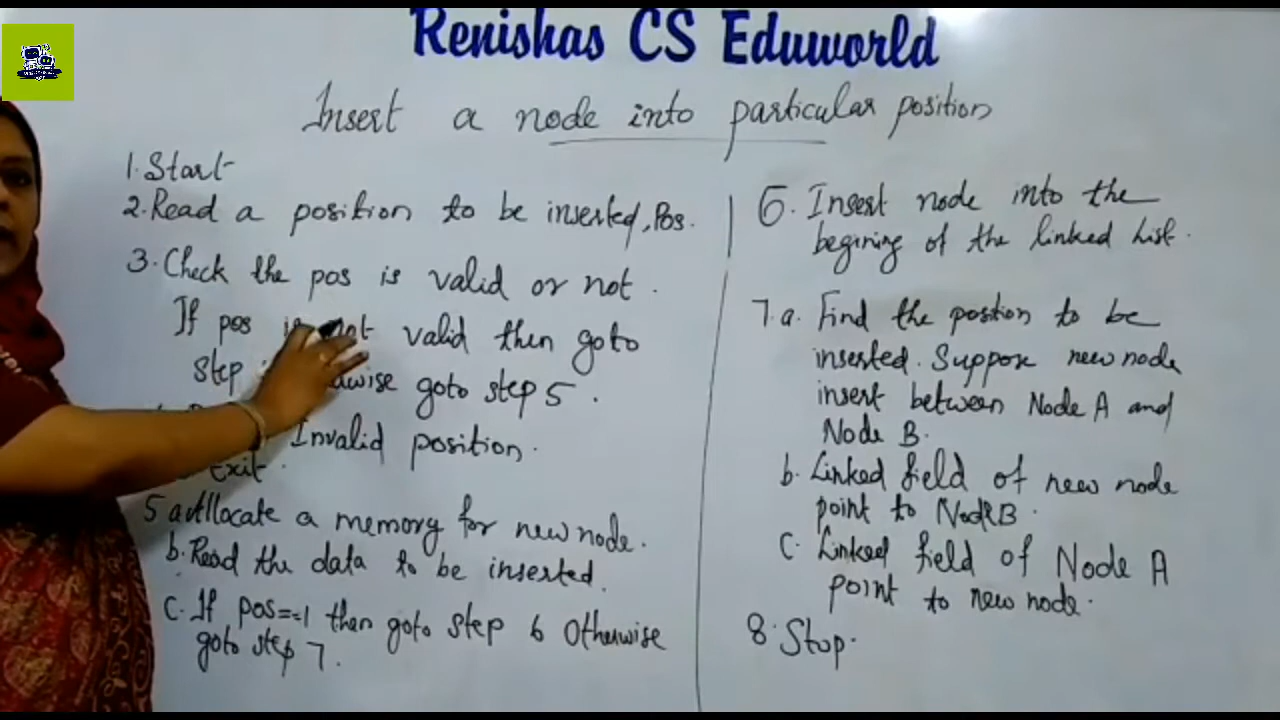 Renishas CS Eduworld
Insert a node into particular position
1. Start
2. Read a position to be inserted, Pos.
3. Check the pos is valid or not.
If pos is not valid then goto
step goto step 5.
Invalid position.
Exit.
5 a. Allocate a memory for new node.
b. Read the data to be inserted.
C. If pos==1 then goto step 6 Otherwise
goto step 7.
6. Insert node into the
begining of the linked list.
7. a. Find the postion to be
inserted. Suppose new node
insert between Node A and
Node B.
b. Linked field of new node
point to Node B.
C. Linked field of Node A
point to new node.
8. Stop.